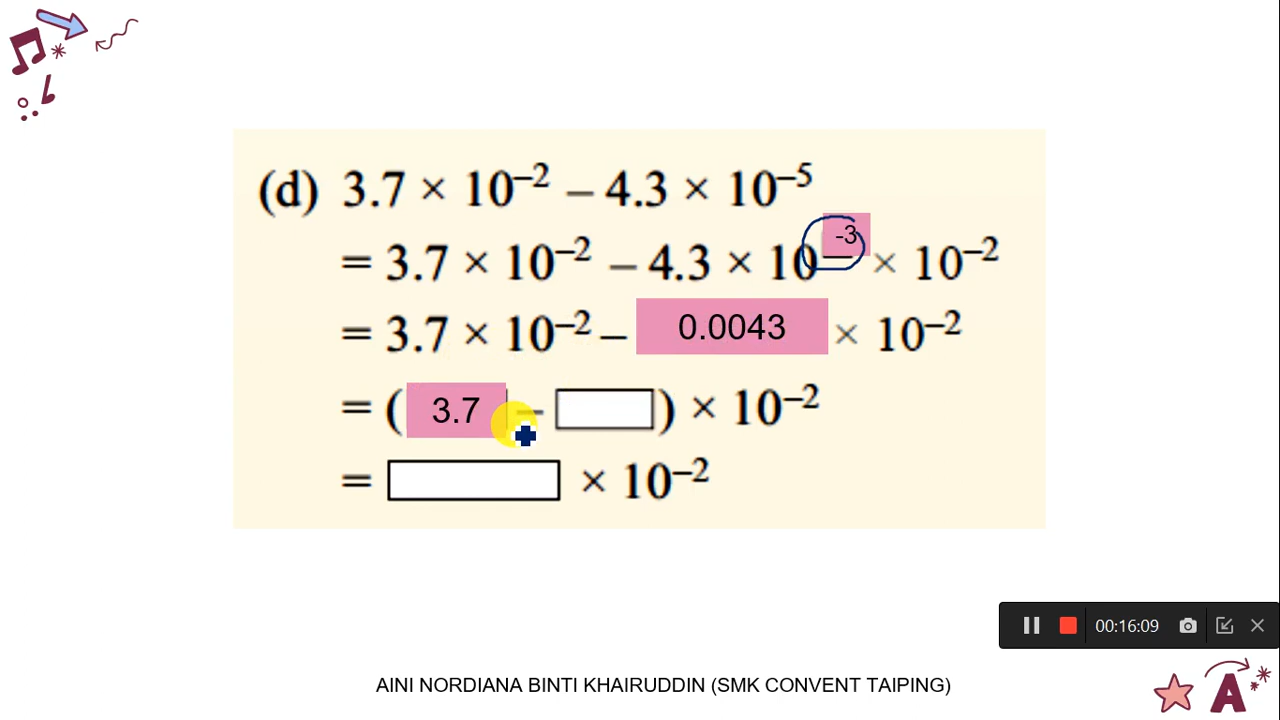 (d) 3.7 × 10⁻² – 4.3 × 10⁻⁵
= 3.7 × 10⁻² – 4.3 × 10⁻³ × 10⁻²
= 3.7 × 10⁻² – 0.0043 × 10⁻²
= ( 3.7 – ) × 10⁻²
= × 10⁻²
00:16:09
AINI NORDIANA BINTI KHAIRUDDIN (SMK CONVENT TAIPING)
A